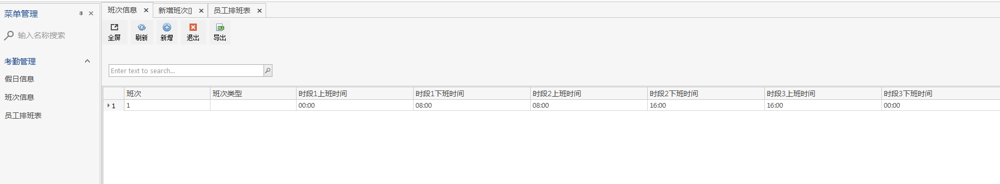 菜单管理
输入名称搜索
考勤管理
假日信息
班次信息
员工排班表
班次信息 新增班次[] 员工排班表
全屏 刷新 新增 退出 导出
Enter text to search...
班次 班次类型 时段1上班时间 时段1下班时间 时段2上班时间 时段2下班时间 时段3上班时间 时段3下班时间
1 1 00:00 08:00 08:00 16:00 16:00 00:00